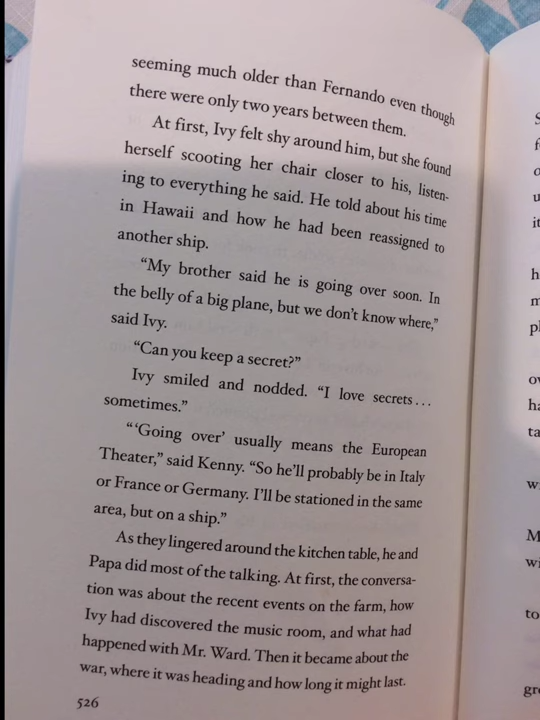 seeming much older than Fernando even though
there were only two years between them.
At first, Ivy felt shy around him, but she found
herself scooting her chair closer to his, listen-
ing to everything he said. He told about his time
in Hawaii and how he had been reassigned to
another ship.
“My brother said he is going over soon. In
the belly of a big plane, but we don’t know where,”
said Ivy.
“Can you keep a secret?”
Ivy smiled and nodded. “I love secrets...
sometimes.”
“‘Going over’ usually means the European
Theater,” said Kenny. “So he’ll probably be in Italy
or France or Germany. I’ll be stationed in the same
area, but on a ship.”
As they lingered around the kitchen table, he and
Papa did most of the talking. At first, the conversa-
tion was about the recent events on the farm, how
Ivy had discovered the music room, and what had
happened with Mr. Ward. Then it became about the
war, where it was heading and how long it might last.
526